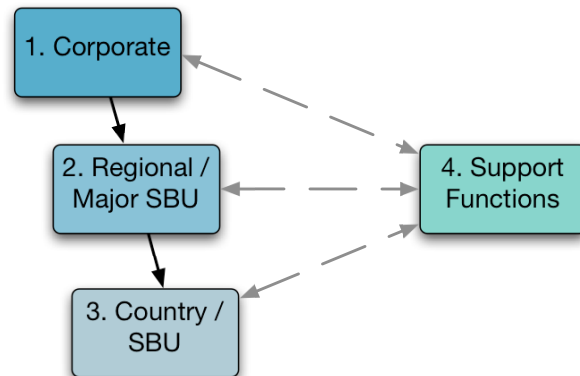 1. Corporate
2. Regional /
Major SBU
4. Support
Functions
3. Country /
SBU